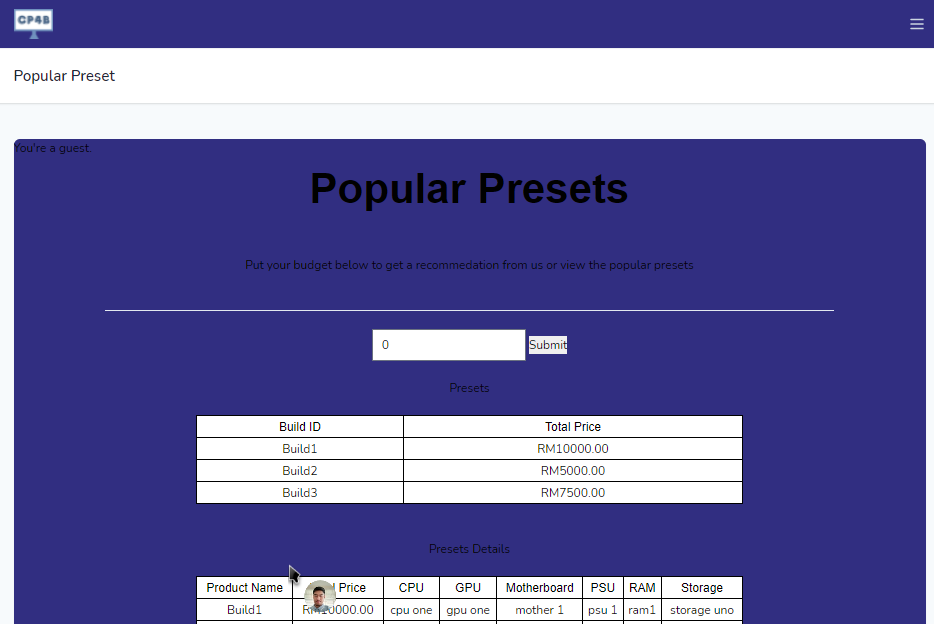 CP4B
Popular Preset
You're a guest.
Popular Presets
Put your budget below to get a recommedation from us or view the popular presets
0 Submit
Presets
Build ID Total Price
Build1 RM10000.00
Build2 RM5000.00
Build3 RM7500.00
Presets Details
Product Name Price CPU GPU Motherboard PSU RAM Storage
Build1 RM10000.00 cpu one gpu one mother 1 psu 1 ram1 storage uno